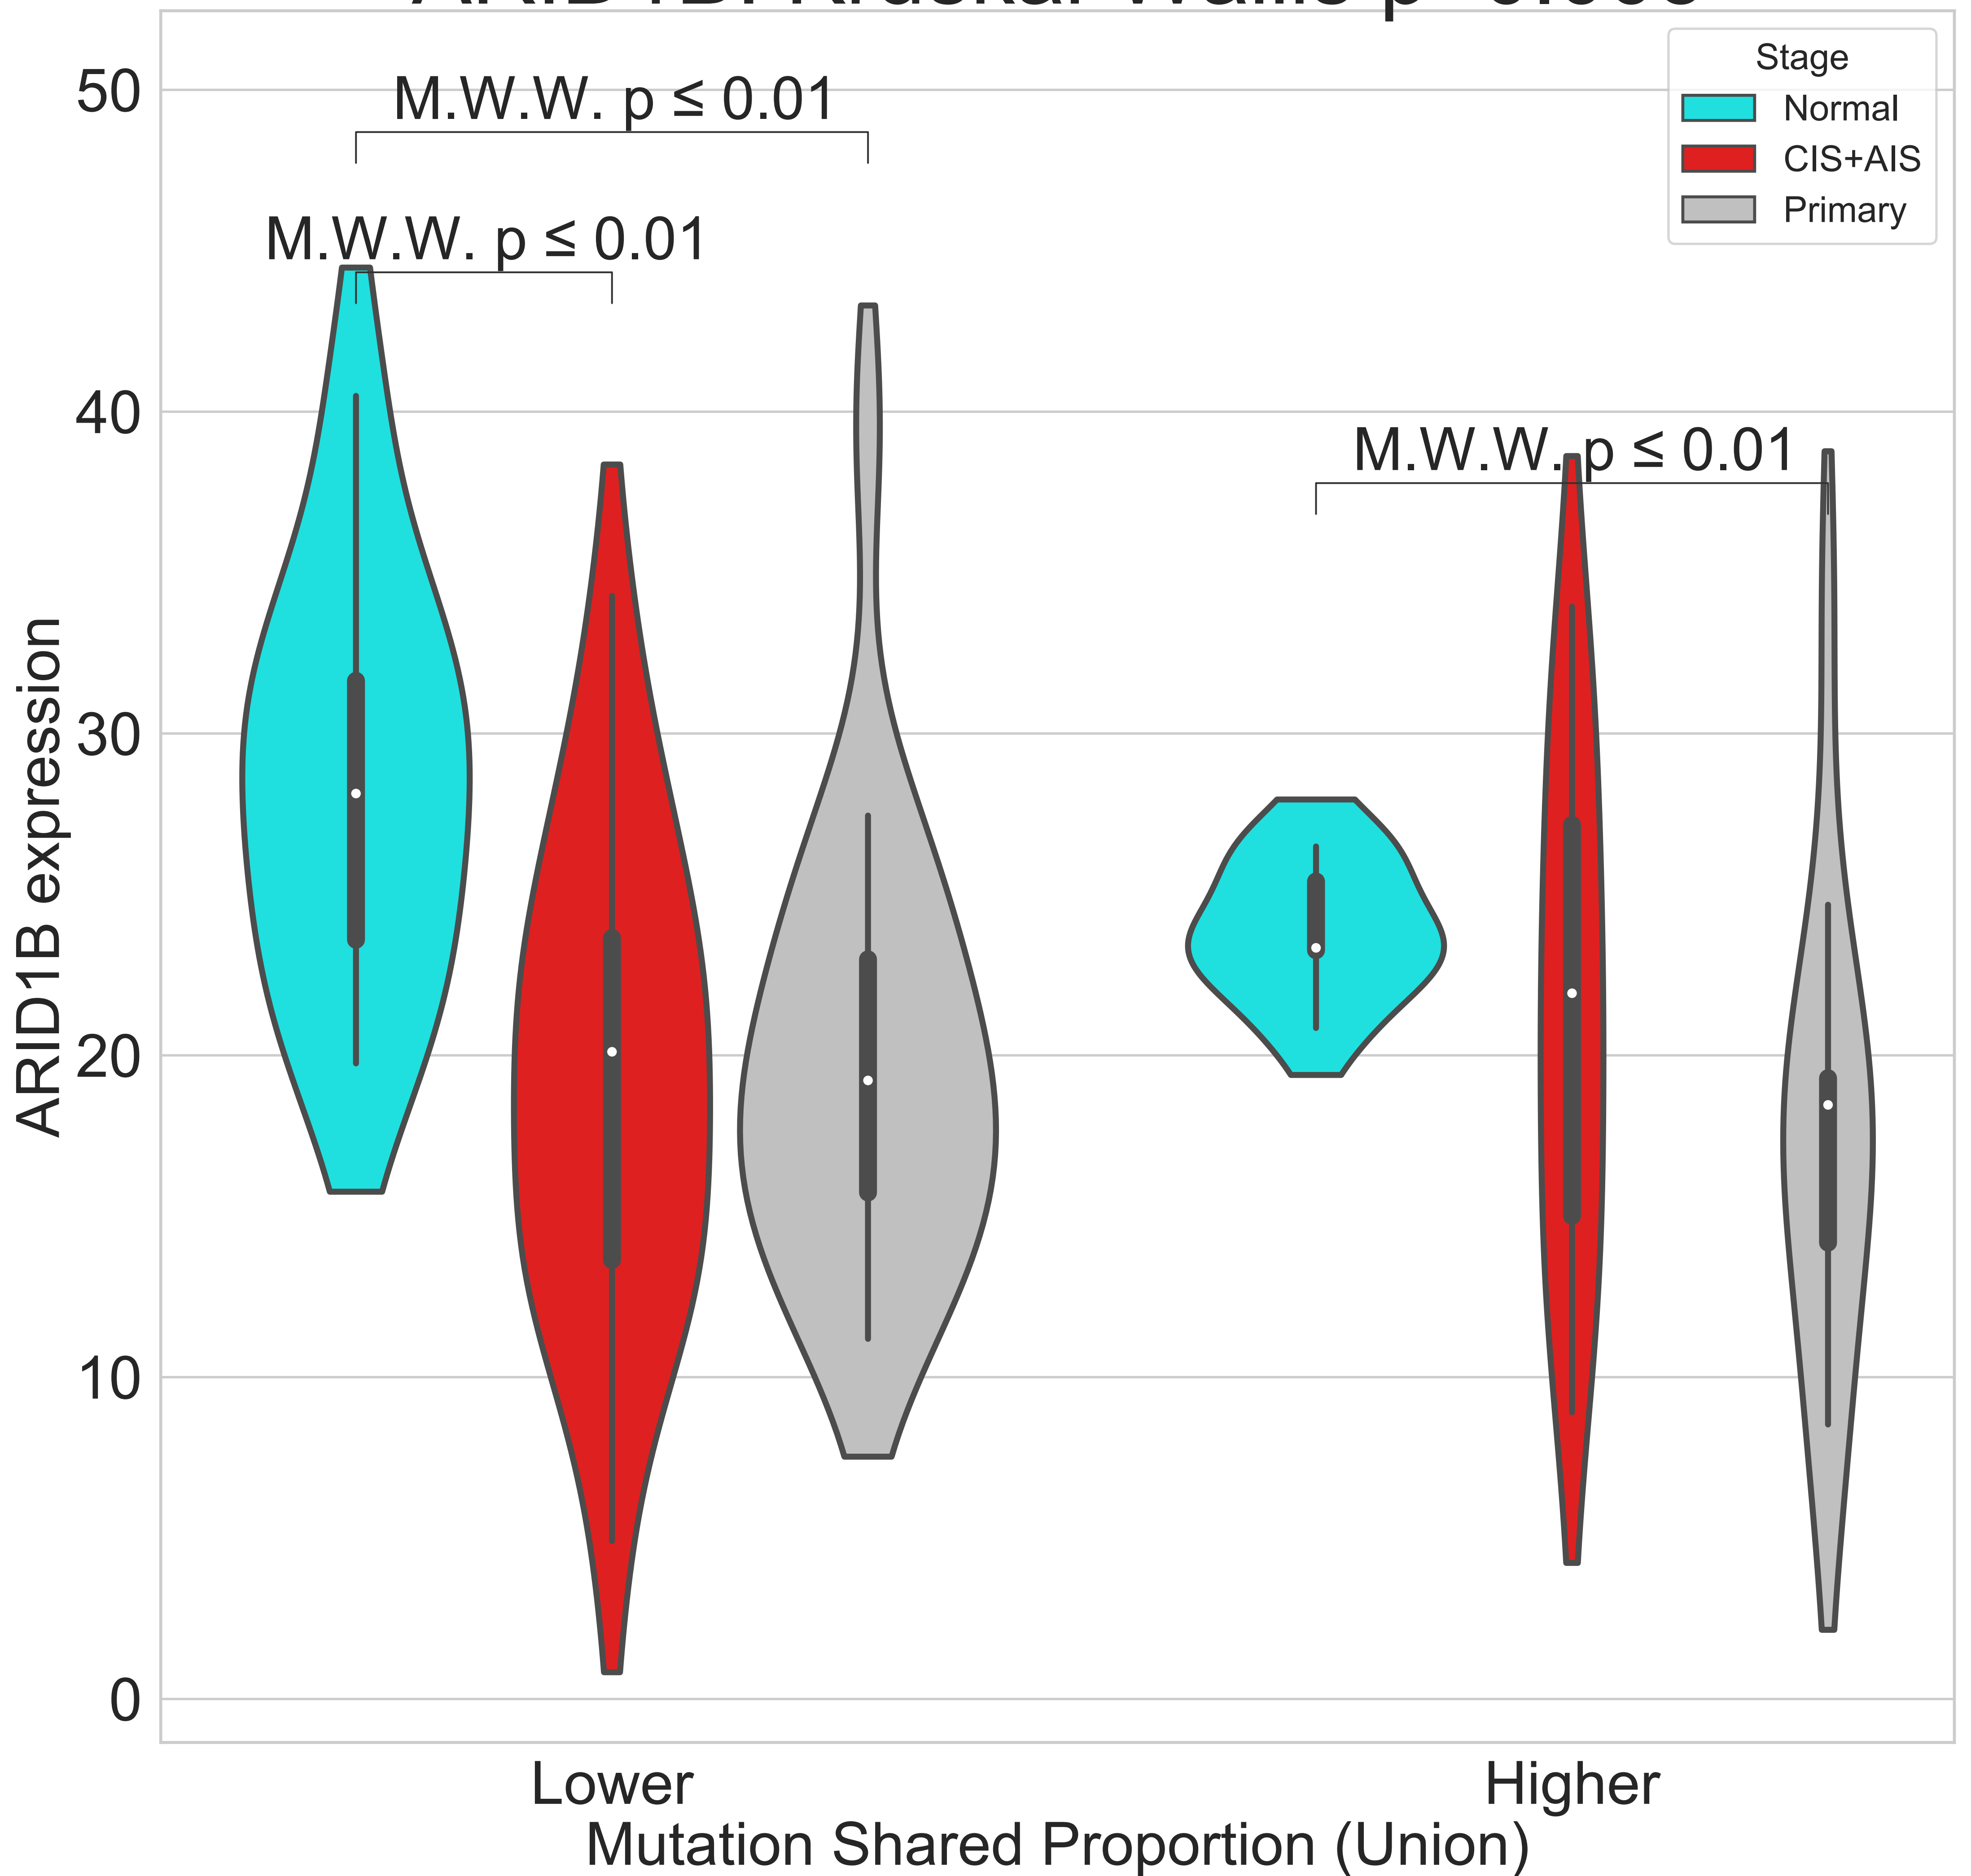 50
M.W.W. p ≤ 0.01
Stage
Normal
CIS+AIS
Primary
M.W.W. p ≤ 0.01
40
M.W.W. p ≤ 0.01
30
ARID1B expression
20
10
0
Lower
Higher
Mutation Shared Proportion (Union)